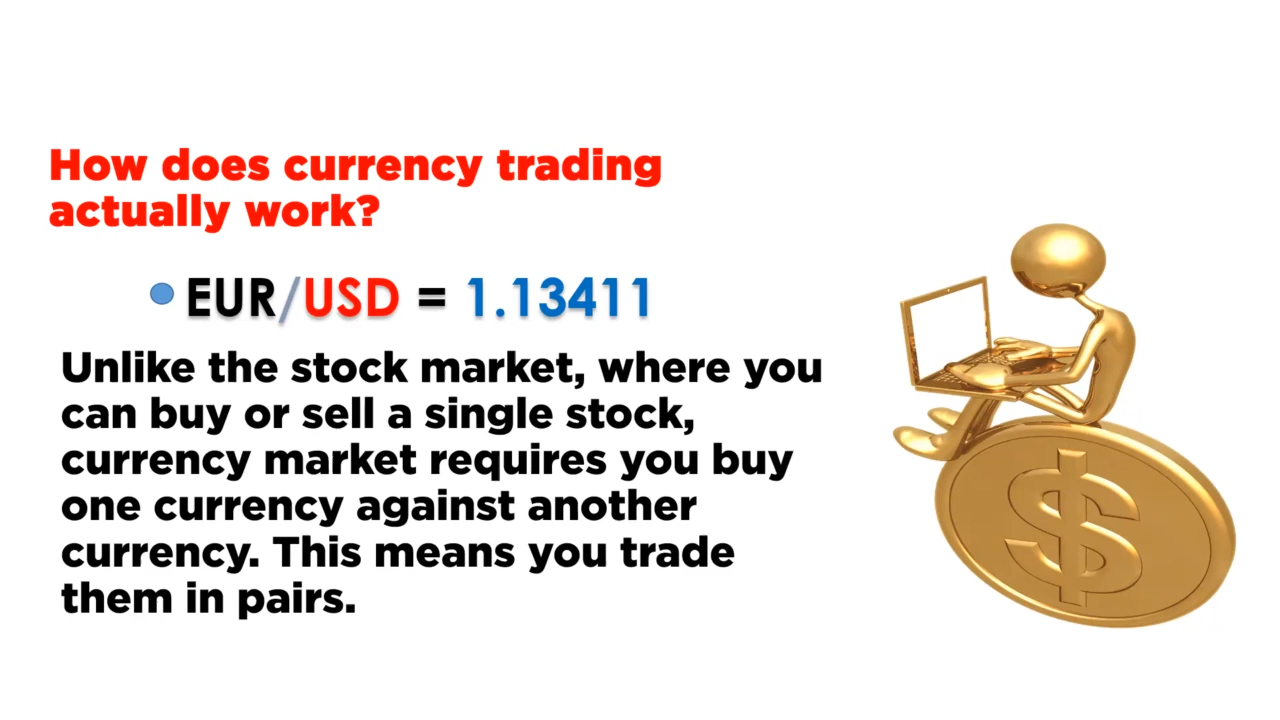 How does currency trading
actually work?
EUR/USD = 1.13411
Unlike the stock market, where you
can buy or sell a single stock,
currency market requires you buy
one currency against another
currency. This means you trade
them in pairs.
$